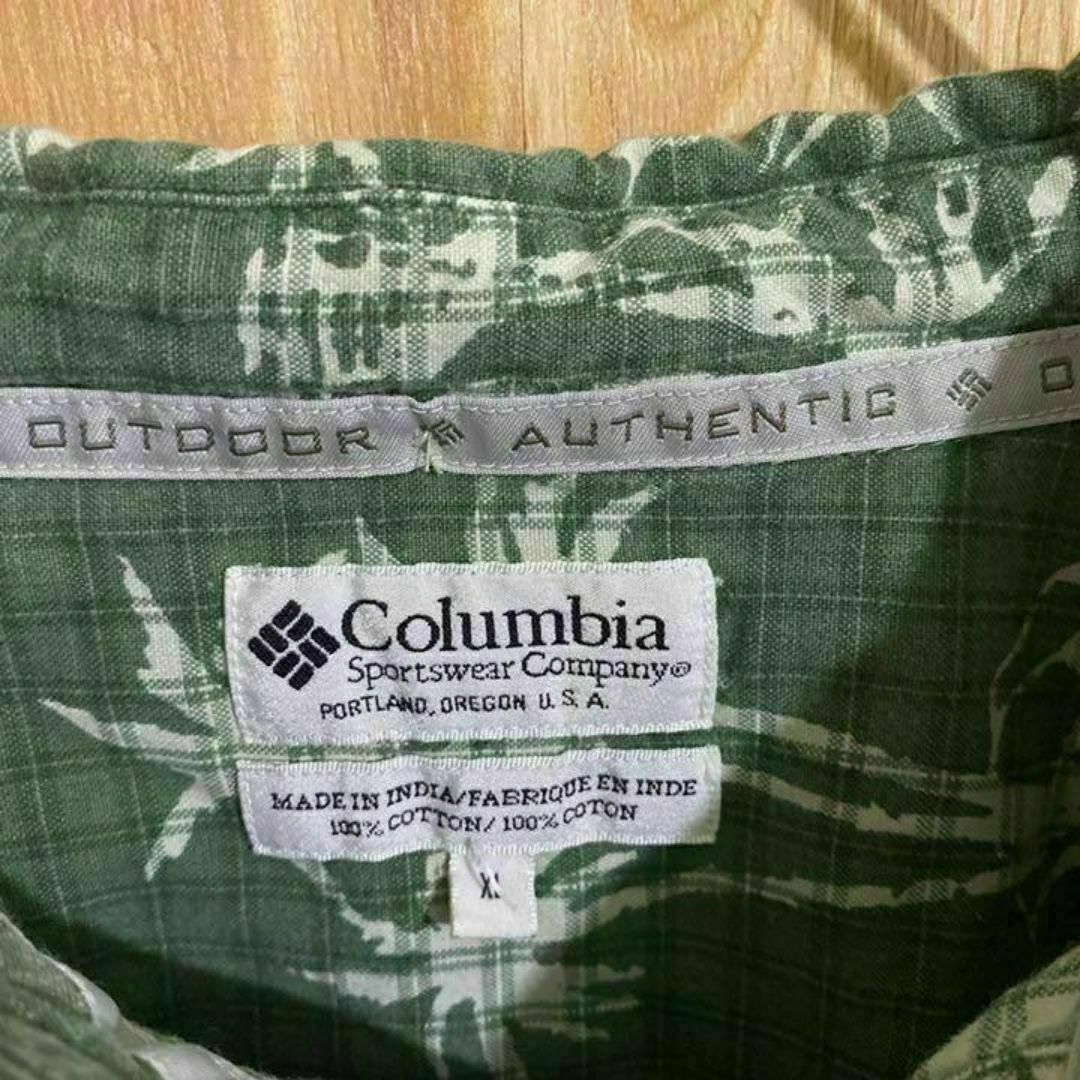 OUTDOOR AUTHENTIC O
Columbia
Sportswear Company®
PORTLAND, OREGON U.S.A.
MADE IN INDIA/FABRIQUE EN INDE
100% COTTON/100% COTON
XL